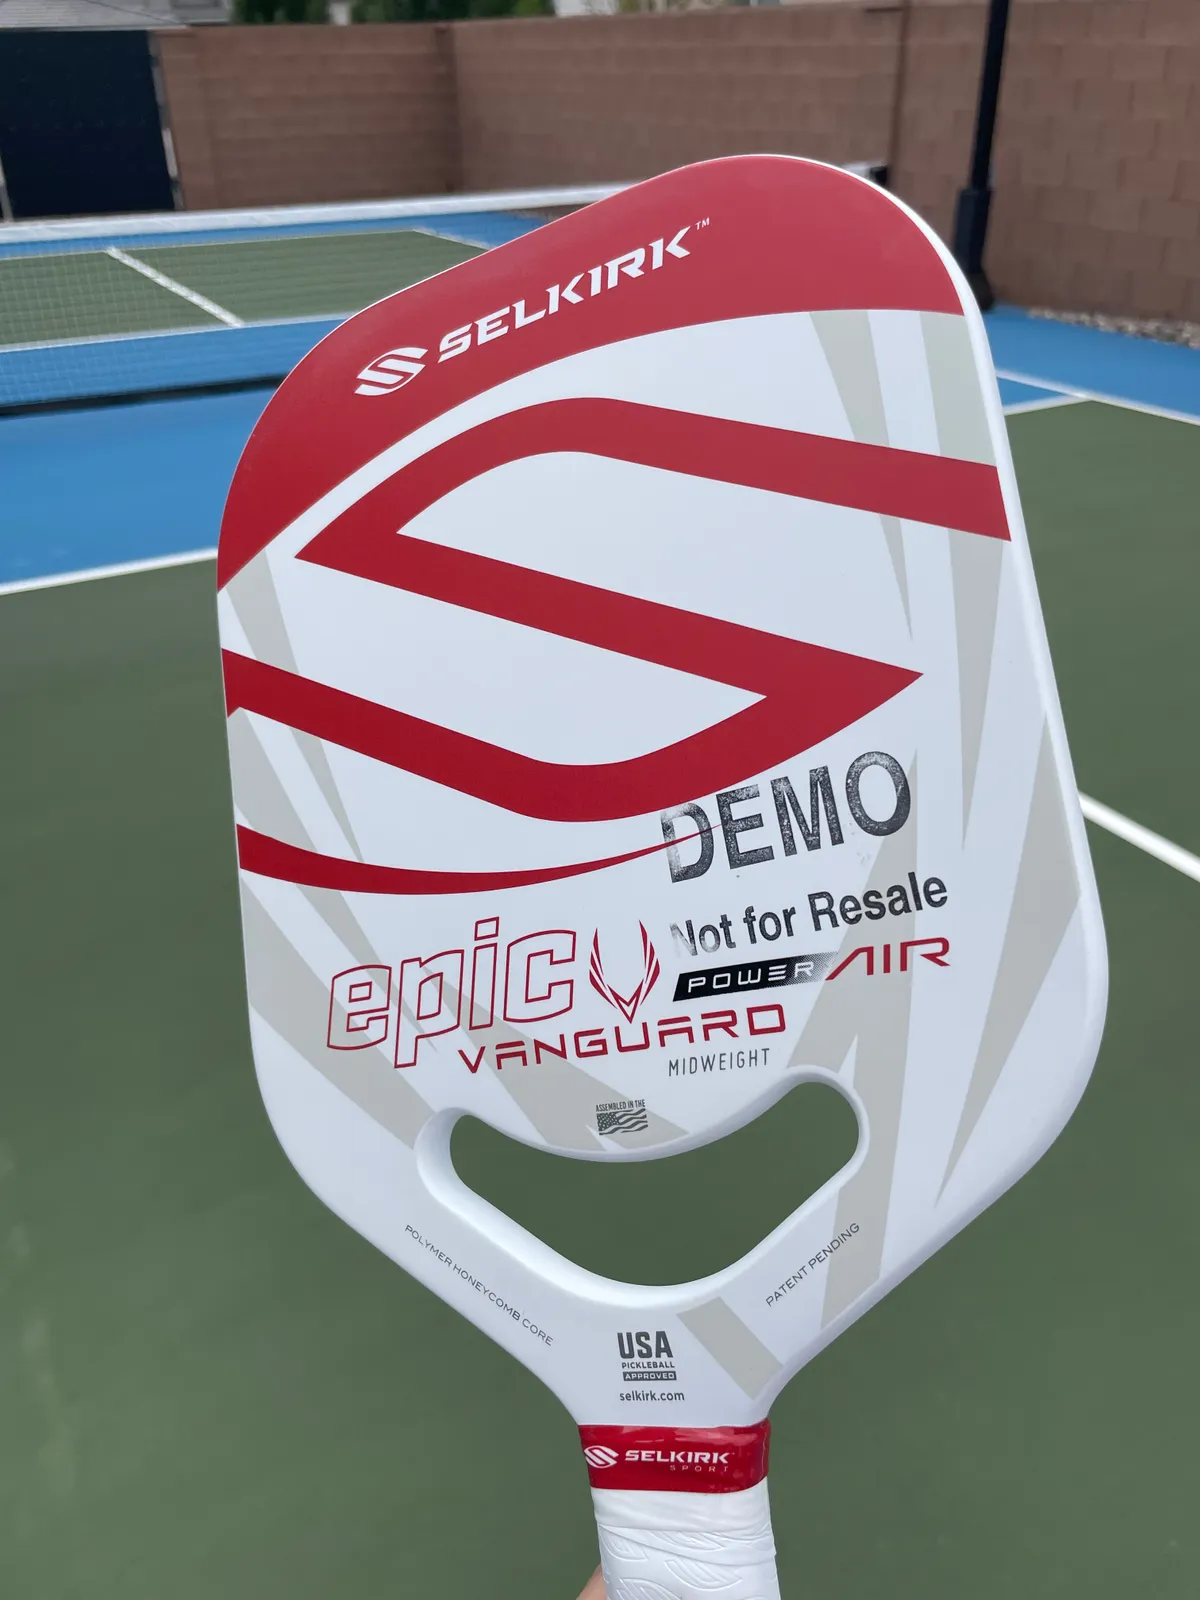 SELKIRK™
DEMO
Not for Resale
POWER AIR
epic
VANGUARD
MIDWEIGHT
ASSEMBLED IN THE
POLYMER HONEYCOMB CORE
PATENT PENDING
USA
PICKLEBALL
APPROVED
selkirk.com
SELKIRK
SPORT